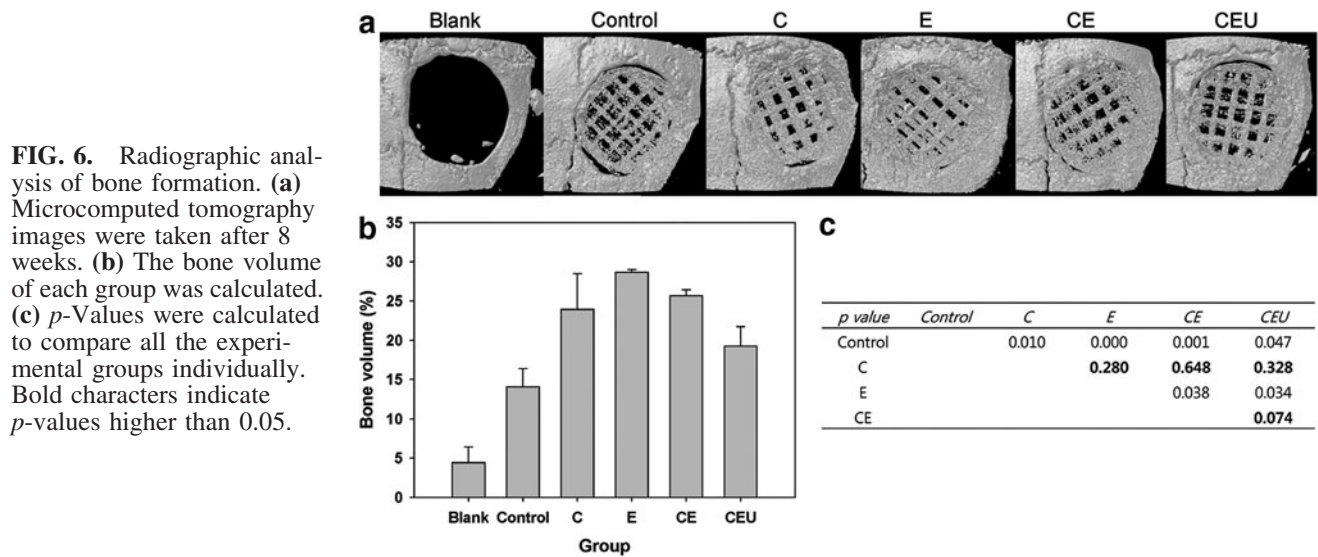 FIG. 6. Radiographic anal-
ysis of bone formation. (a)
Microcomputed tomography
images were taken after 8
weeks. (b) The bone volume
of each group was calculated.
(c) p-Values were calculated
to compare all the experi-
mental groups individually.
Bold characters indicate
p-values higher than 0.05.
a Blank Control C E CE CEU
b
35
30
25
20
15
10
5
0
Bone volume (%)
Blank Control C E CE CEU
Group
c
p value Control C E CE CEU
Control 0.010 0.000 0.001 0.047
C 0.280 0.648 0.328
E 0.038 0.034
CE 0.074